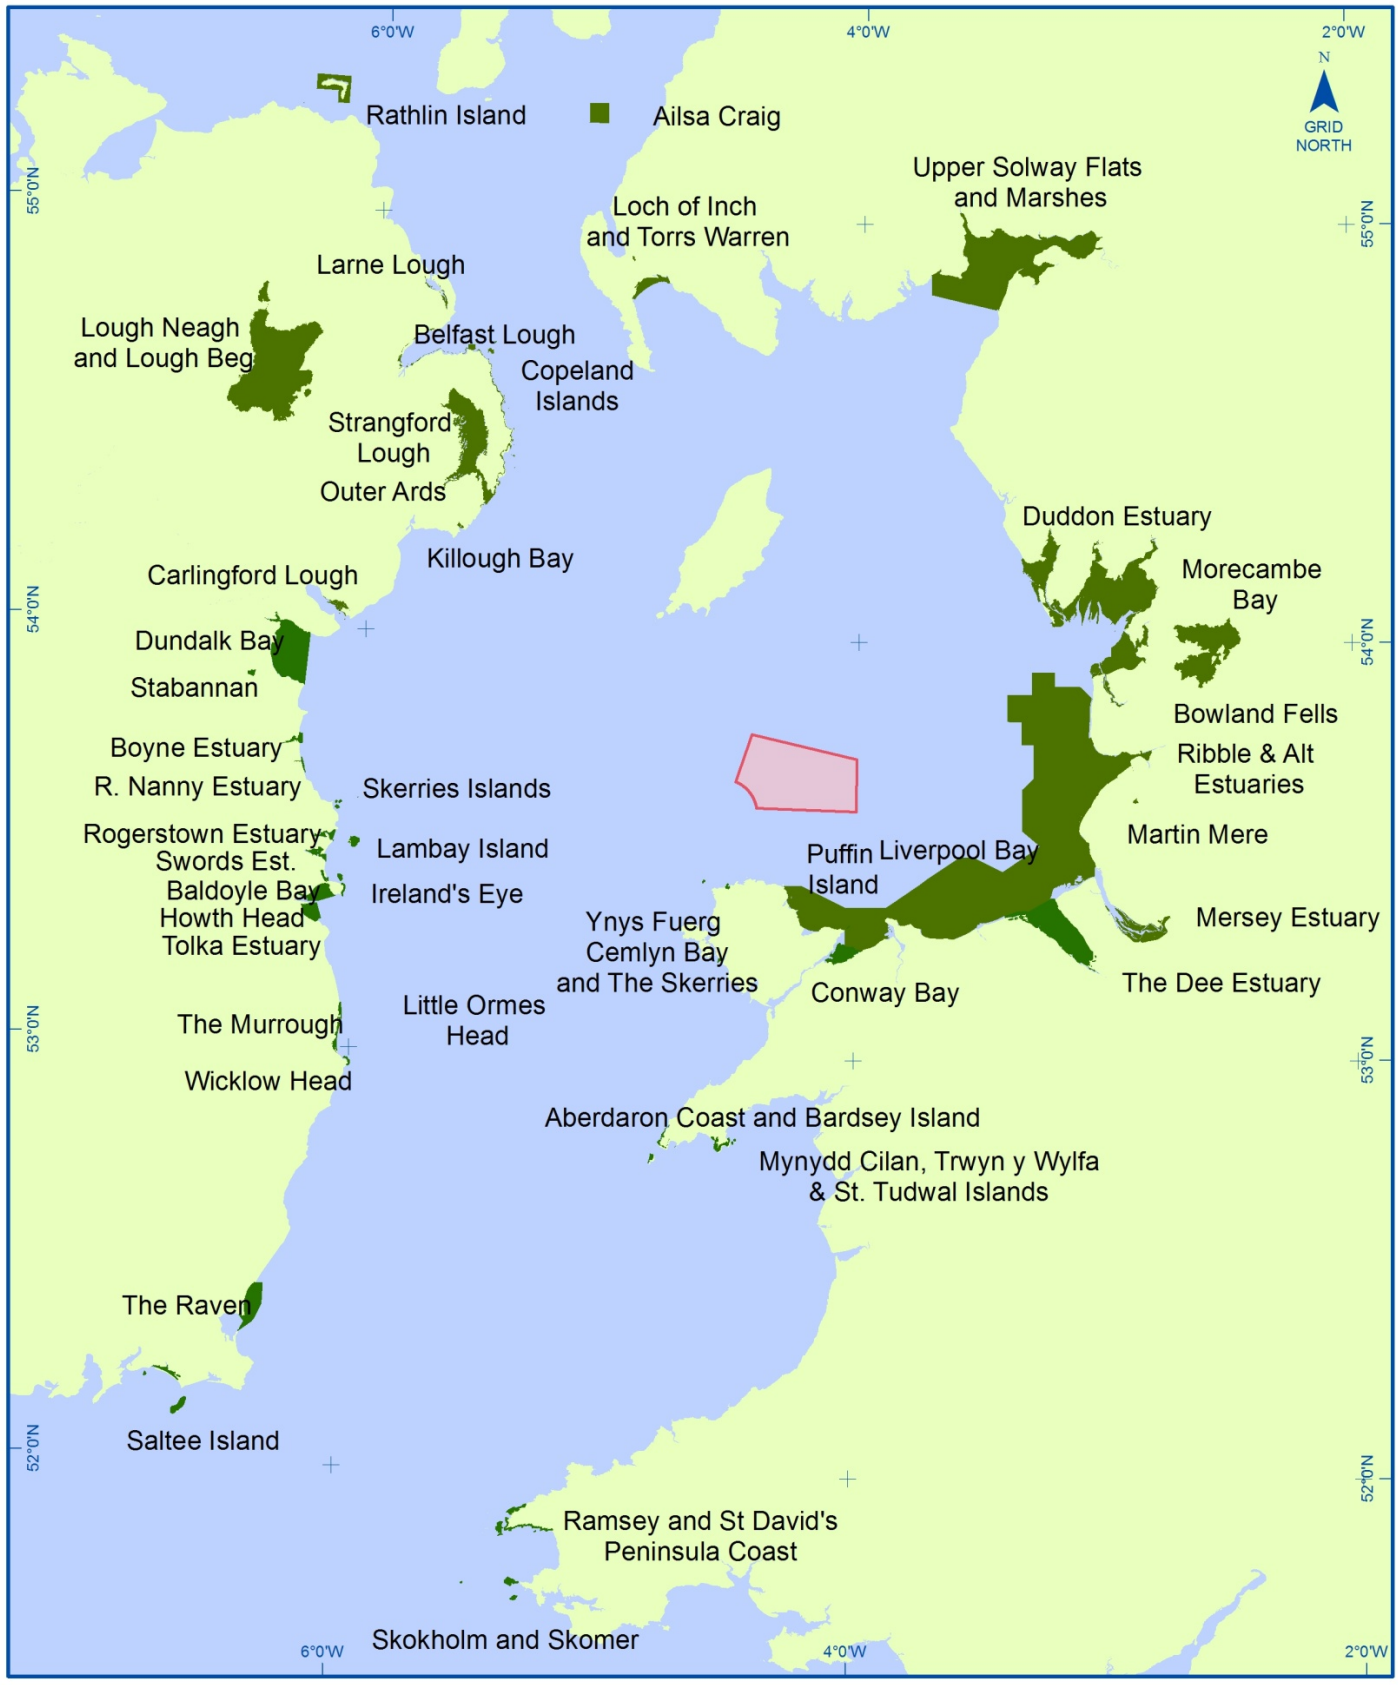 6°0'W
4°0'W
2°0'W
N
GRID
NORTH
Rathlin Island
Ailsa Craig
Upper Solway Flats
and Marshes
55°0'N
55°0'N
Loch of Inch
and Torrs Warren
Larne Lough
Lough Neagh
and Lough Beg
Belfast Lough
Copeland
Islands
Strangford
Lough
Outer Ards
Duddon Estuary
Killough Bay
Carlingford Lough
Morecambe
Bay
54°0'N
54°0'N
Dundalk Bay
Stabannan
Bowland Fells
Boyne Estuary
Ribble & Alt
Estuaries
R. Nanny Estuary
Skerries Islands
Rogerstown Estuary
Martin Mere
Lambay Island
Swords Est.
Puffin
Island
Liverpool Bay
Baldoyle Bay
Ireland's Eye
Howth Head
Mersey Estuary
Tolka Estuary
Ynys Fuerg
Cemlyn Bay
and The Skerries
The Dee Estuary
Conway Bay
Little Ormes
Head
The Murrough
53°0'N
53°0'N
Wicklow Head
Aberdaron Coast and Bardsey Island
Mynydd Cilan, Trwyn y Wylfa
& St. Tudwal Islands
The Raven
Saltee Island
52°0'N
52°0'N
Ramsey and St David's
Peninsula Coast
Skokholm and Skomer
6°0'W
4°0'W
2°0'W